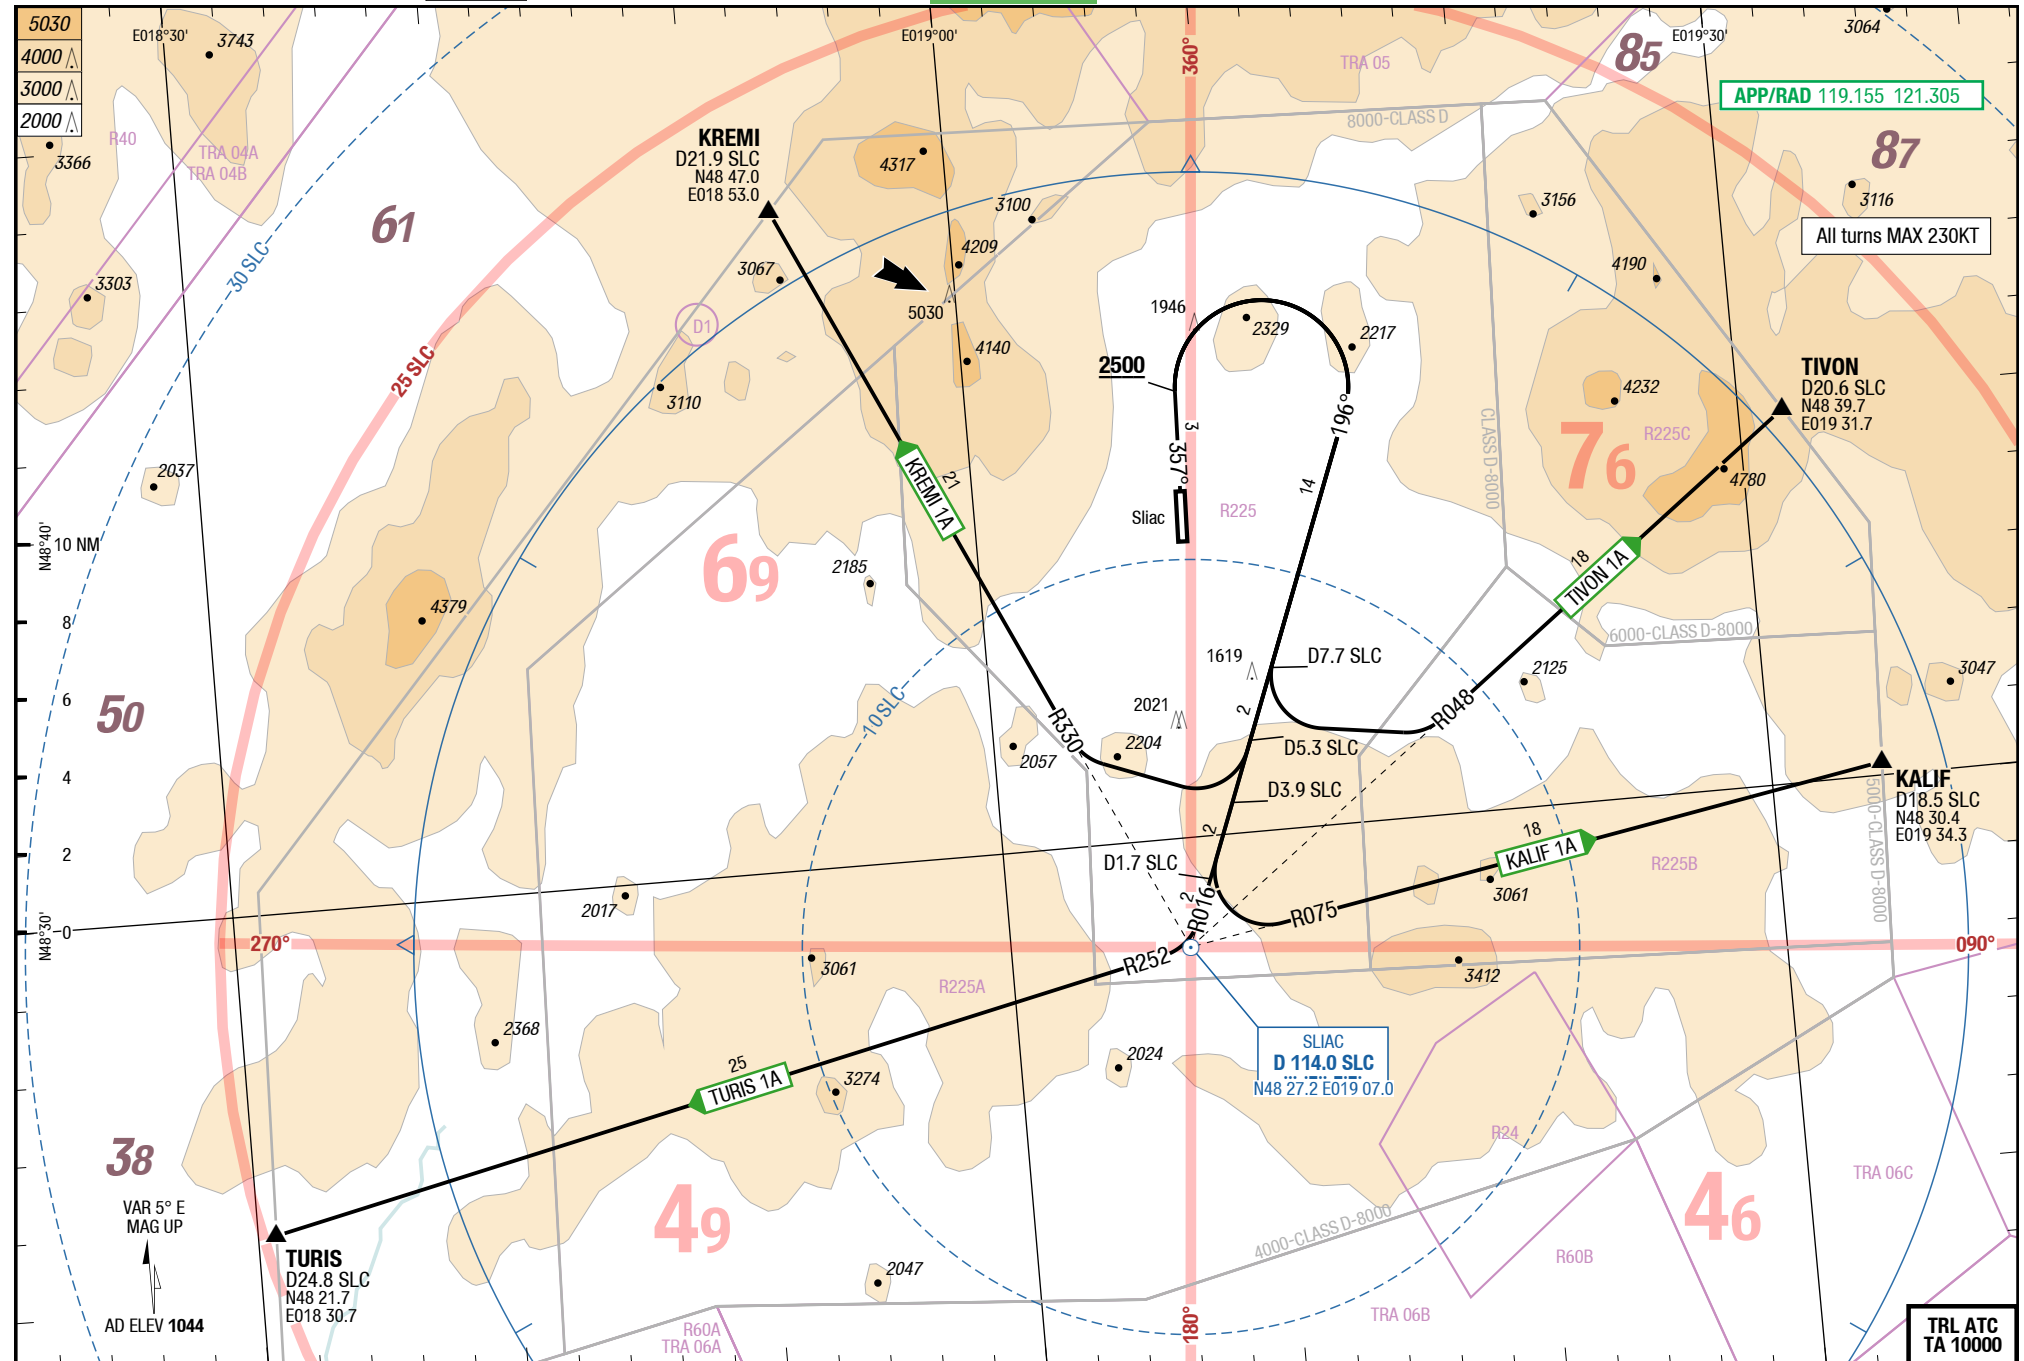 5030
4000
3000
2000
E018°30'
3743
E019°00'
360°
TRA 05
E019°30'
3064
85
APP/RAD 119.155 121.305
R40
TRA 04A
TRA 04B
3366
KREMI
D21.9 SLC
N48 47.0
E018 53.0
4317
8000-CLASS D
87
3116
All turns MAX 230KT
61
30 SLC
3100
3156
3303
3067
4209
4190
5030
D1
1946
2329
2217
4140
2500
25 SLC
3110
TIVON
D20.6 SLC
N48 39.7
E019 31.7
4232
R225C
76
4780
CLASS D-8000
196°
3
357°
2037
21
KREMI 1A
14
R225
Sliac
N48°40'
10 NM
69
2185
18
TIVON 1A
4379
8
6000-CLASS D-8000
1619
D7.7 SLC
2125
3047
6
50
10 SLC
R330
2021
2
R048
2057
2204
D5.3 SLC
4
KALIF
D18.5 SLC
N48 30.4
E019 34.3
5000-CLASS D-8000
D3.9 SLC
2
18
KALIF 1A
R225B
2
D1.7 SLC
3061
2017
2
R016
R075
N48°30'
0
270°
090°
R252
3061
3412
R225A
2368
SLIAC
D 114.0 SLC
N48 27.2 E019 07.0
2024
25
TURIS 1A
3274
R24
38
TRA 06C
VAR 5° E
MAG UP
49
46
4000-CLASS D-8000
R60B
TURIS
D24.8 SLC
N48 21.7
E018 30.7
2047
AD ELEV 1044
R60A
TRA 06A
180°
TRA 06B
TRL ATC
TA 10000